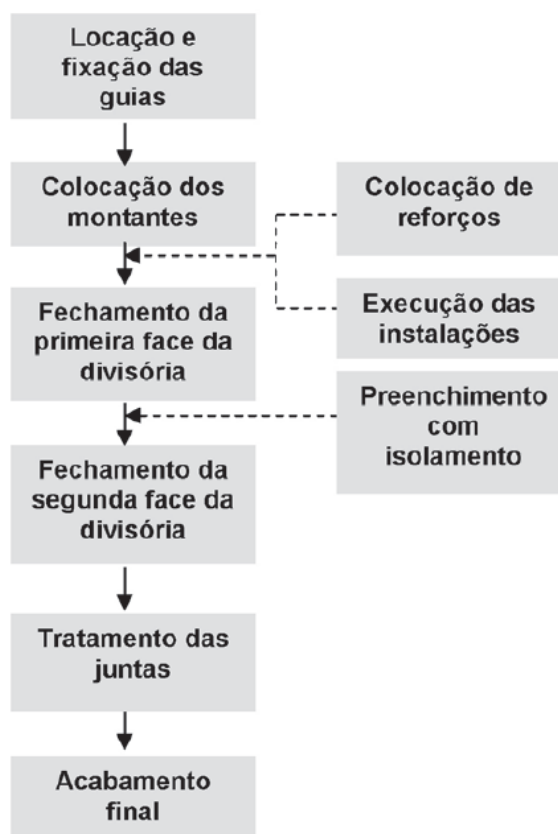 Locação e
fixação das
guias
Colocação dos
montantes
Colocação de
reforços
Fechamento da
primeira face da
divisória
Execução das
instalações
Preenchimento
com
isolamento
Fechamento da
segunda face da
divisória
Tratamento das
juntas
Acabamento
final